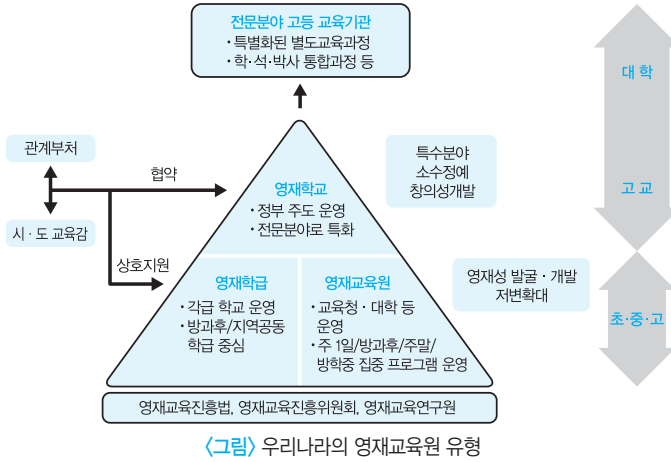 전문분야 고등 교육기관
· 특별화된 별도교육과정
· 학·석·박사 통합과정 등
대학
관계부처
협약
특수분야
소수정예
창의성개발
영재학교
고교
· 정부 주도 운영
· 전문분야로 특화
시·도 교육감
상호지원
영재학급
· 각급 학교 운영
· 방과후/지역공동
학급 중심
영재교육원
· 교육청·대학 등
운영
· 주 1일/방과후/주말/
방학중 집중 프로그램 운영
영재성 발굴·개발
저변확대
초·중·고
영재교육진흥법, 영재교육진흥위원회, 영재교육연구원
〈그림〉 우리나라의 영재교육원 유형